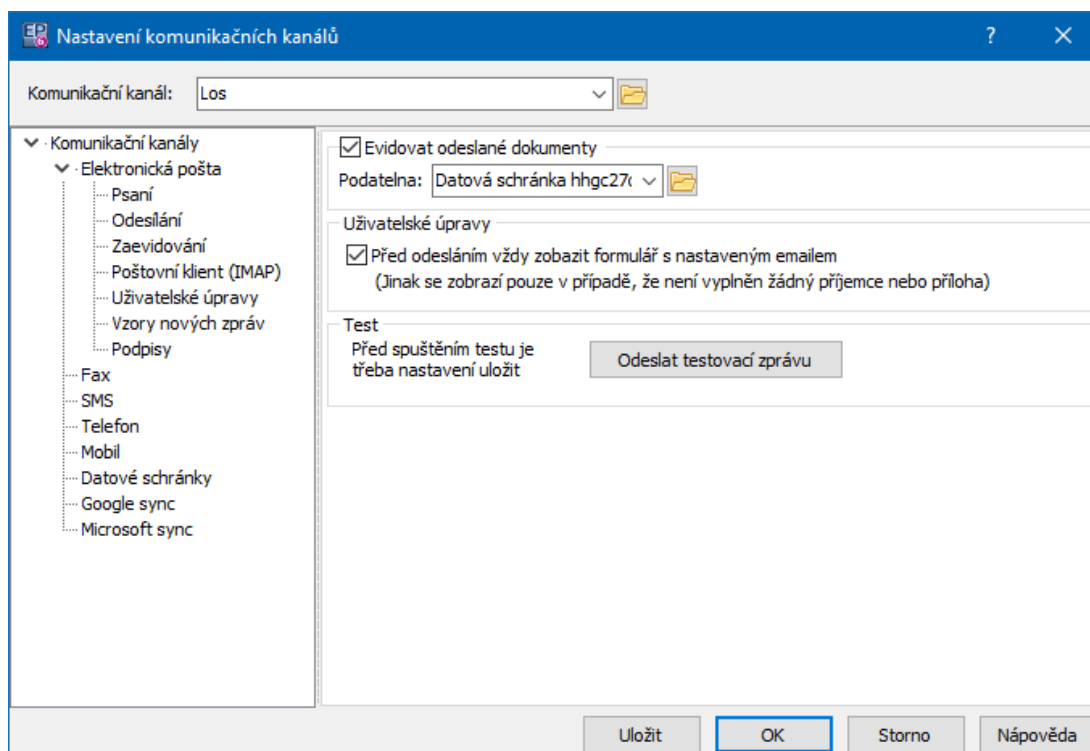 Nastavení komunikačních kanálů
Komunikační kanál: Los
Komunikační kanály
Elektronická pošta
Psaní
Odesílání
Zaevidování
Poštovní klient (IMAP)
Uživatelské úpravy
Vzory nových zpráv
Podpisy
Fax
SMS
Telefon
Mobil
Datové schránky
Google sync
Microsoft sync
Evidovat odeslané dokumenty
Podatelna: Datová schránka hhgc27
Uživatelské úpravy
Před odesláním vždy zobrazit formulář s nastaveným emailem
(Jinak se zobrazí pouze v případě, že není vyplněn žádný příjemce nebo příloha)
Test
Před spuštěním testu je
třeba nastavení uložit
Odeslat testovací zprávu
Uložit OK Storno Nápověda